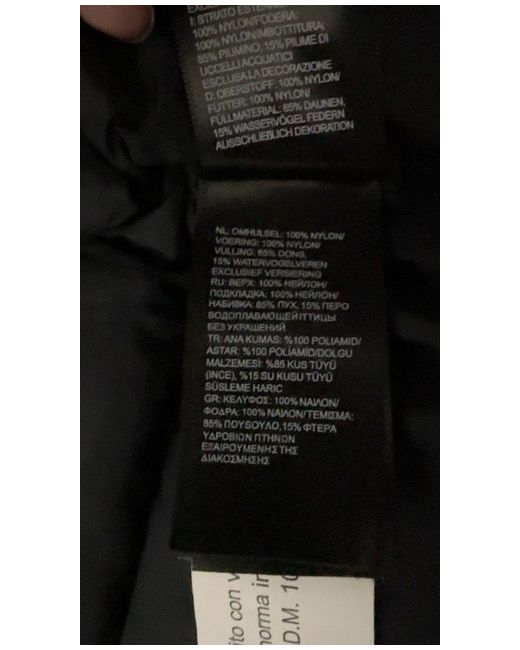 I: STRATO ESTERNO:
100% NYLON/FODERA:
100% NYLON/IMBOTTITURA:
85% PIUMINO, 15% PIUME DI
UCCELLI ACQUATICI
ESCLUSA LA DECORAZIONE
D: OBERSTOFF: 100% NYLON/
FUTTER: 100% NYLON/
FÜLLMATERIAL: 85% DAUNEN,
15% WASSERVÖGEL FEDERN
AUSSCHLIEßLICH DEKORATION
NL: OMHULSEL: 100% NYLON/
VOERING: 100% NYLON/
VULLING: 85% DONS,
15% WATERVOGELVEREN
EXCLUSIEF VERSIERING
RU: ВЕРХ: 100% НЕЙЛОН/
ПОДКЛАДКА: 100% НЕЙЛОН/
НАБИВКА: 85% ПУХ, 15% ПЕРО
ВОДОПЛАВАЮЩЕЙ ПТИЦЫ
БЕЗ УКРАШЕНИЙ
TR: ANA KUMAS: %100 POLIAMID/
ASTAR: %100 POLİAMİD/DOLGU
MALZEMESİ: %85 KUS TÜYÜ
(INCE), %15 SU KUSU TÜYÜ
SÜSLEME HARIC
GR: ΚΕΛΥΦΟΣ: 100% ΝΑΙΛΟΝ/
ΦΟΔΡΑ: 100% ΝΑΙΛΟΝ/ΓΕΜΙΣΜΑ:
85% ΠΟΥΠΟΥΛΟ,15% ΦΤΕΡΑ
ΥΔΡΟΒΙΩΝ ΠΤΗΝΩΝ
ΕΞΑΙΡΟΥΜΕΝΗΣ ΤΗΣ
ΔΙΑΚΟΣΜΗΣΗΣ
ito con
norma
D.M.